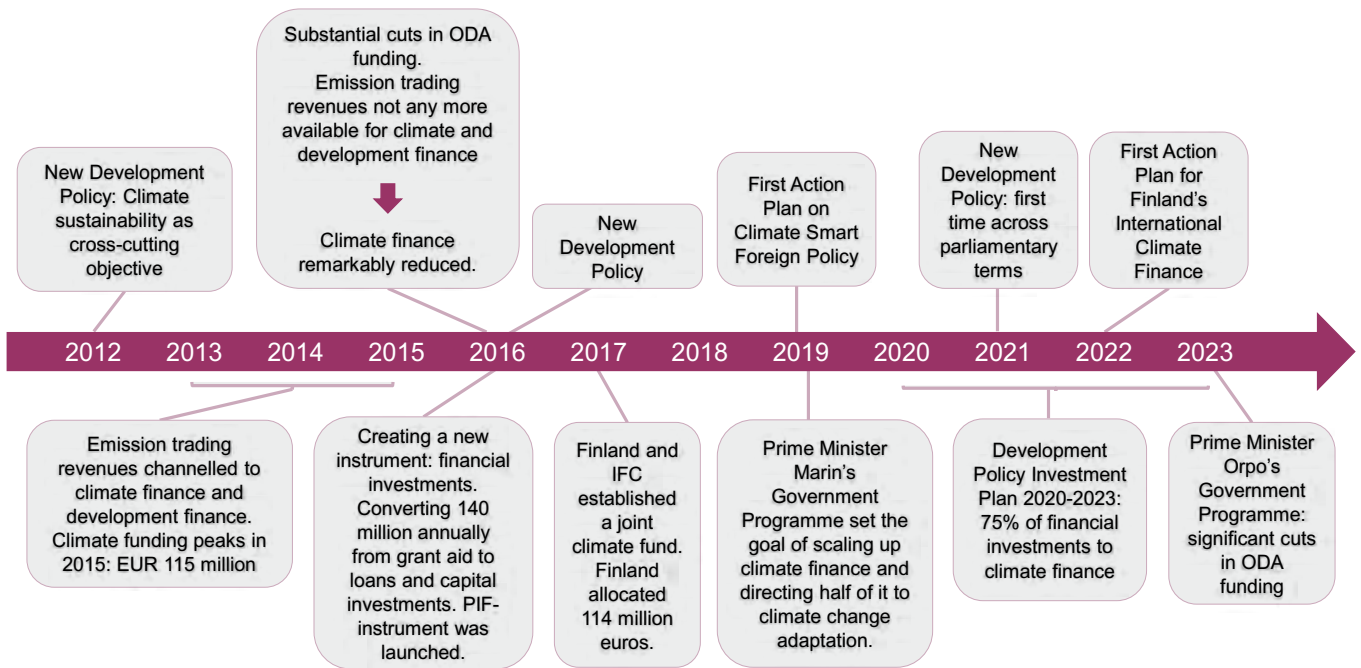 Substantial cuts in ODA
funding.
Emission trading
revenues not any more
available for climate and
development finance
Climate finance
remarkably reduced.
New Development
Policy: Climate
sustainability as
cross-cutting
objective
New
Development
Policy
First Action
Plan on
Climate Smart
Foreign Policy
New
Development
Policy: first
time across
parliamentary
terms
First Action
Plan for
Finland’s
International
Climate
Finance
2012 2013 2014 2015 2016 2017 2018 2019 2020 2021 2022 2023
Emission trading
revenues channelled to
climate finance and
development finance.
Climate funding peaks in
2015: EUR 115 million
Creating a new
instrument: financial
investments.
Converting 140
million annually
from grant aid to
loans and capital
investments. PIF-
instrument was
launched.
Finland and
IFC
established
a joint
climate fund.
Finland
allocated
114 million
euros.
Prime Minister
Marin’s
Government
Programme set the
goal of scaling up
climate finance and
directing half of it to
climate change
adaptation.
Development
Policy Investment
Plan 2020-2023:
75% of financial
investments to
climate finance
Prime Minister
Orpo’s
Government
Programme:
significant cuts
in ODA
funding